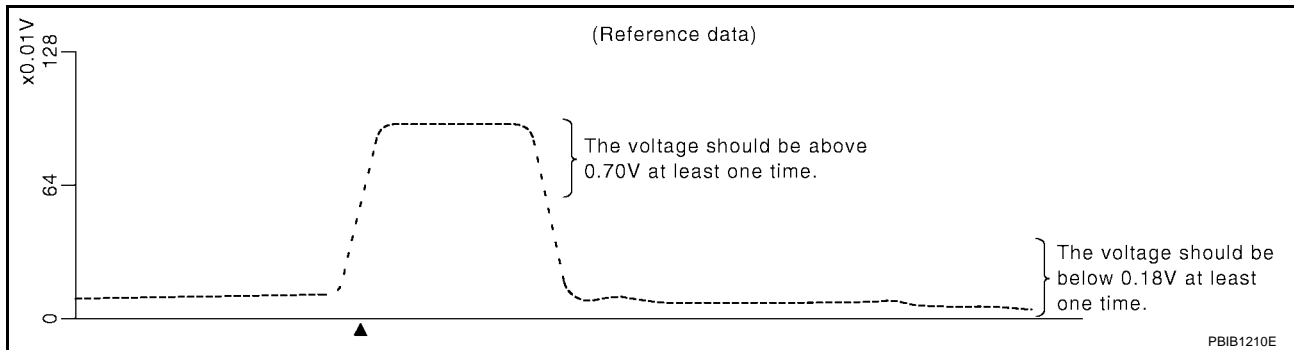 (Reference data)
x0.01V
128
64
0
The voltage should be above
0.70V at least one time.
The voltage should be
below 0.18V at least
one time.
PBIB1210E